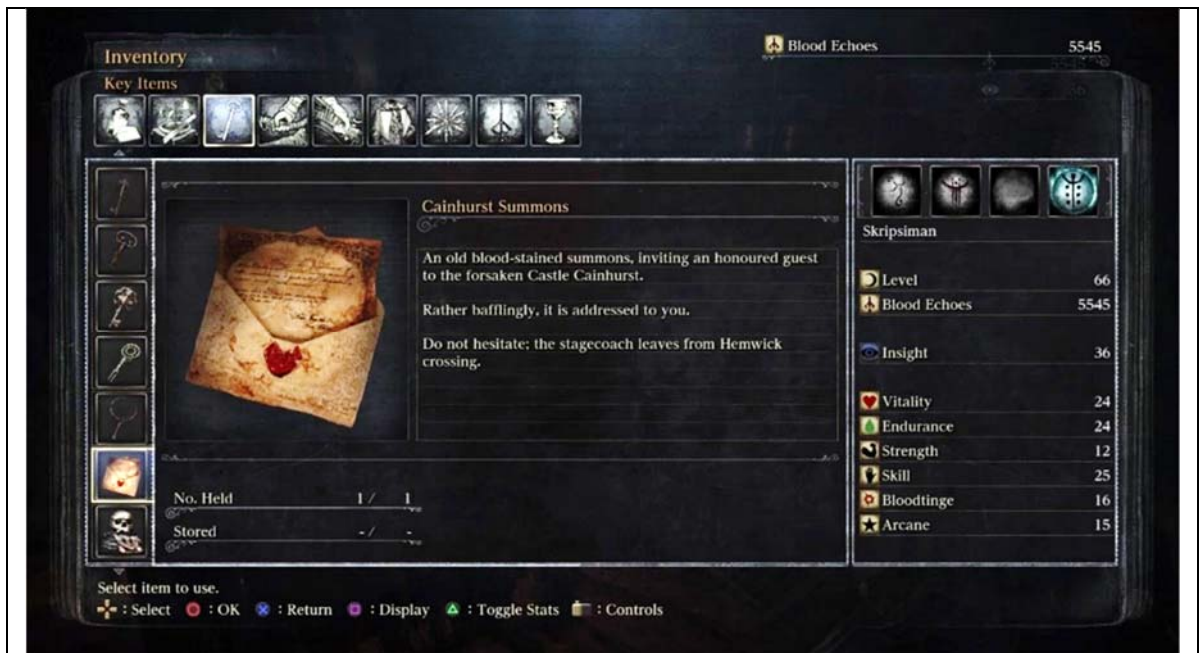 Inventory
Blood Echoes 5545
Key Items
Cainhurst Summons
An old blood-stained summons, inviting an honoured guest
to the forsaken Castle Cainhurst.
Rather bafflingly, it is addressed to you.
Do not hesitate; the stagecoach leaves from Hemwick
crossing.
No. Held 1 / 1
Stored - / -
Skripsiman
Level 66
Blood Echoes 5545
Insight 36
Vitality 24
Endurance 24
Strength 12
Skill 25
Bloodtinge 16
Arcane 15
Select item to use.
: Select : OK : Return : Display : Toggle Stats : Controls